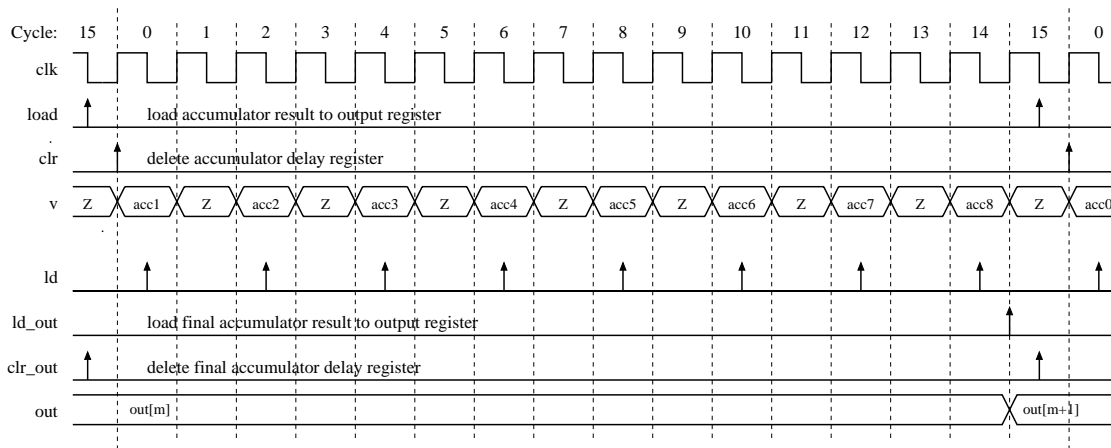 Cycle: 15 0 1 2 3 4 5 6 7 8 9 10 11 12 13 14 15 0
clk
load load accumulator result to output register
clr delete accumulator delay register
v Z acc1 Z acc2 Z acc3 Z acc4 Z acc5 Z acc6 Z acc7 Z acc8 Z acc0
ld
ld_out load final accumulator result to output register
clr_out delete final accumulator delay register
out out[m] out[m+1]